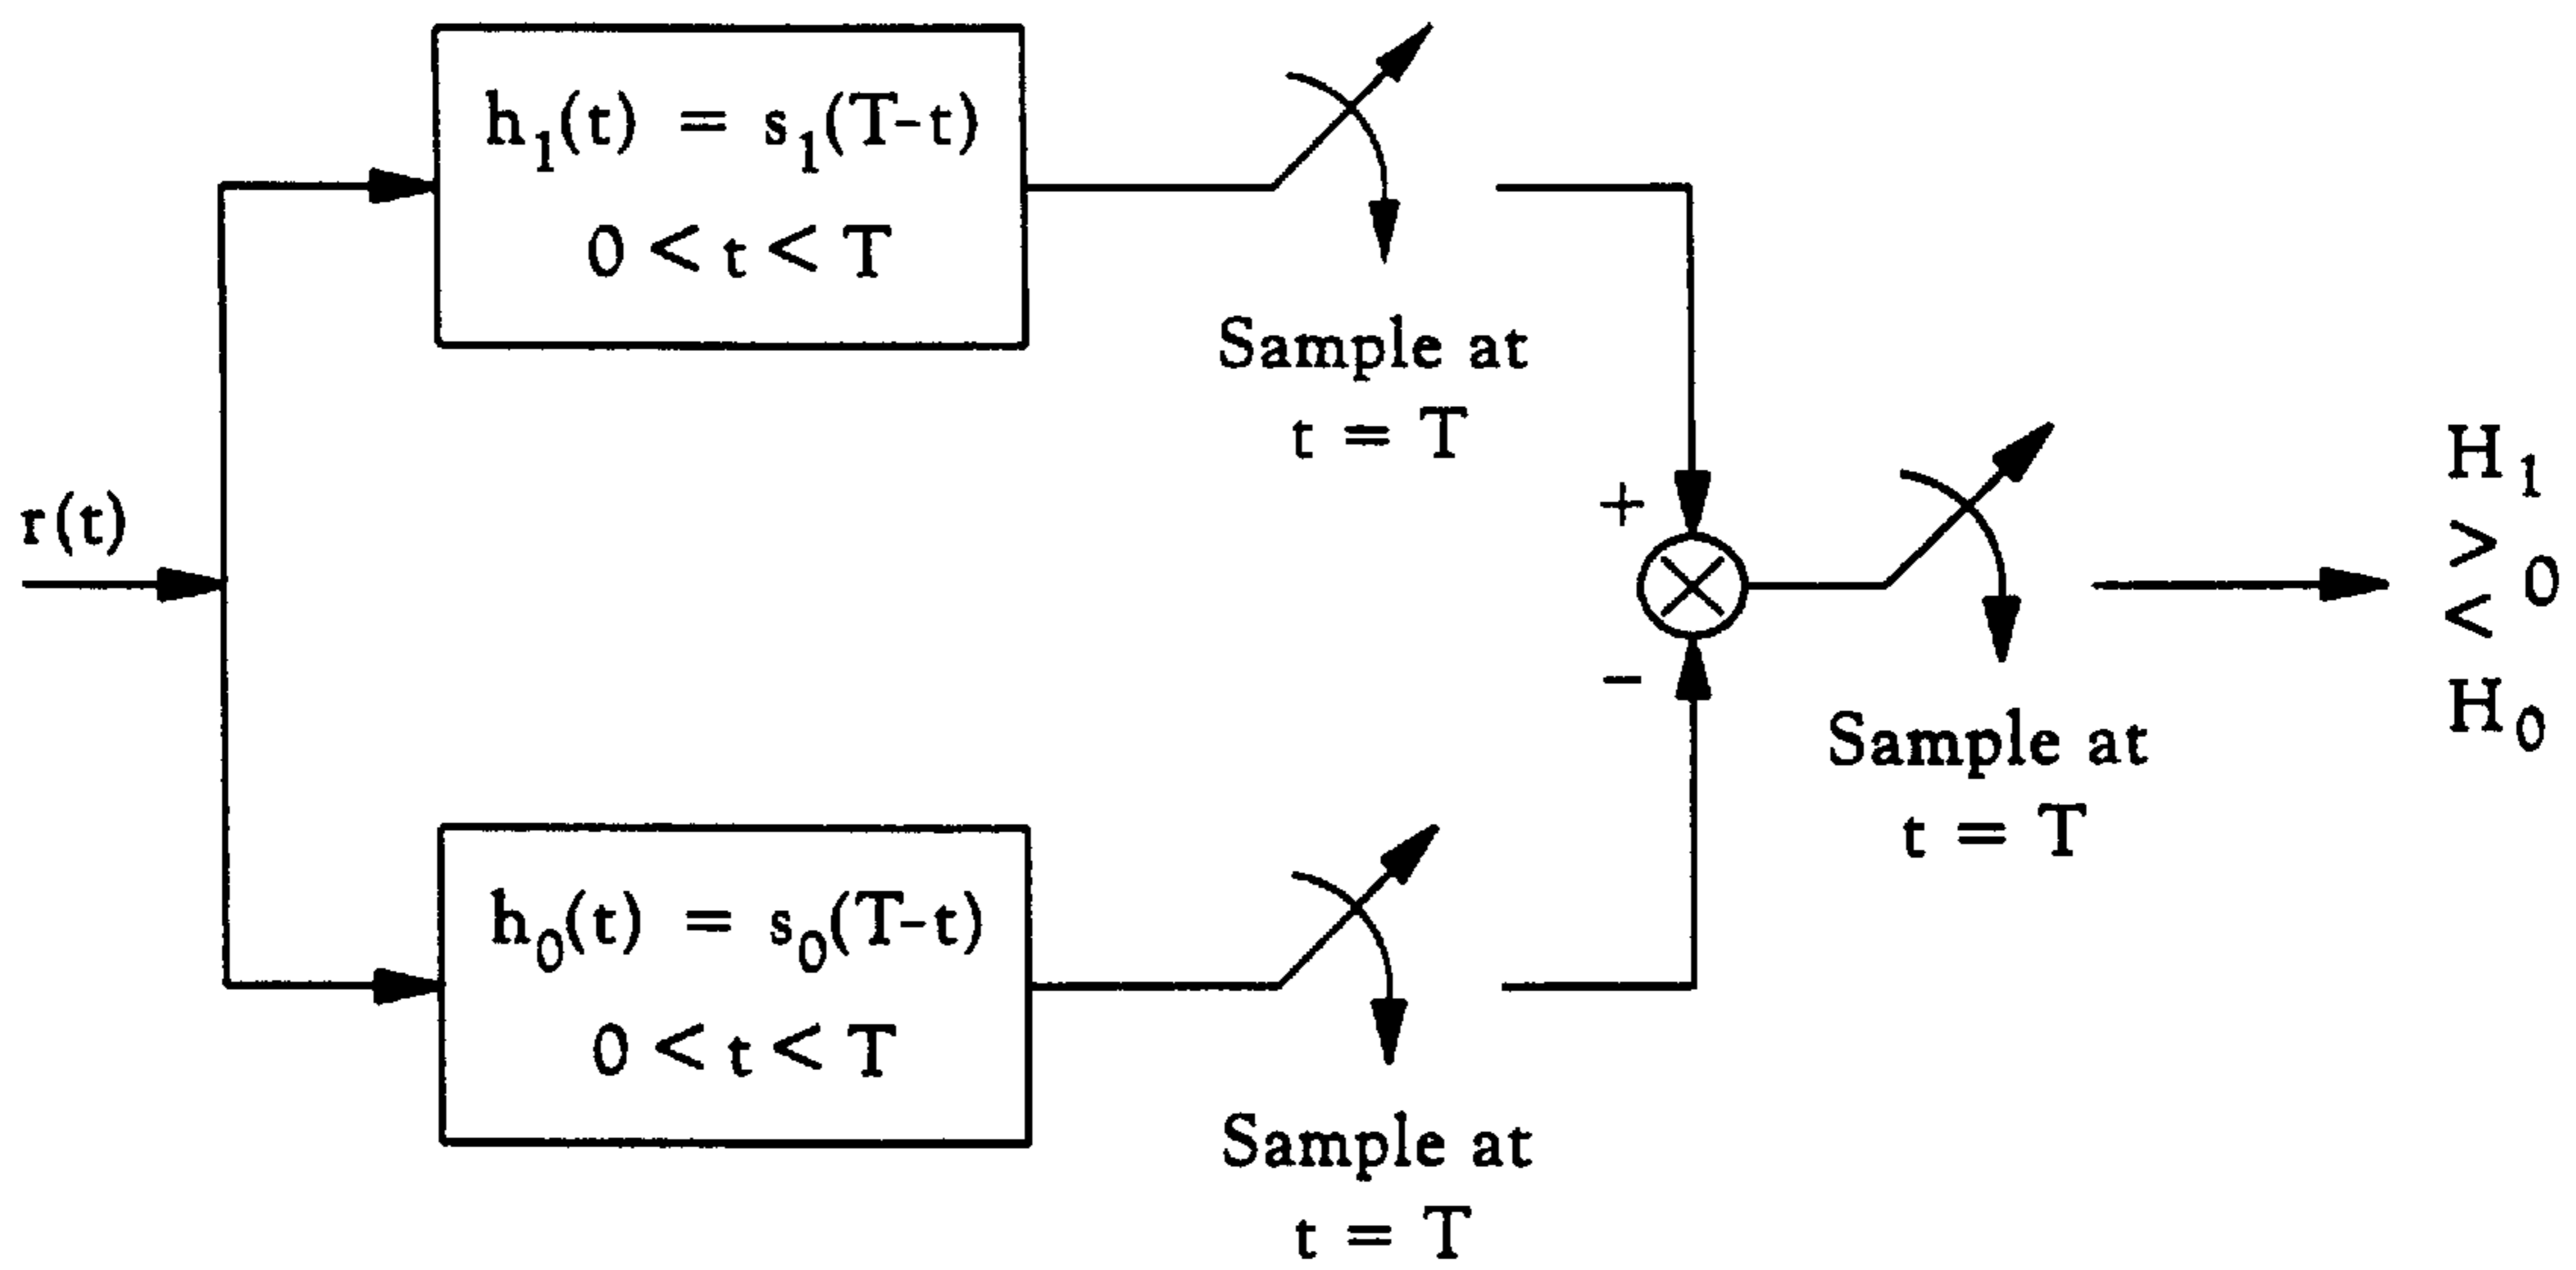 h₁(t) = s₁(T-t)
0 < t < T
Sample at
t = T
r(t)
+
-
Sample at
t = T
H₁
>
< 0
H₀
h₀(t) = s₀(T-t)
0 < t < T
Sample at
t = T